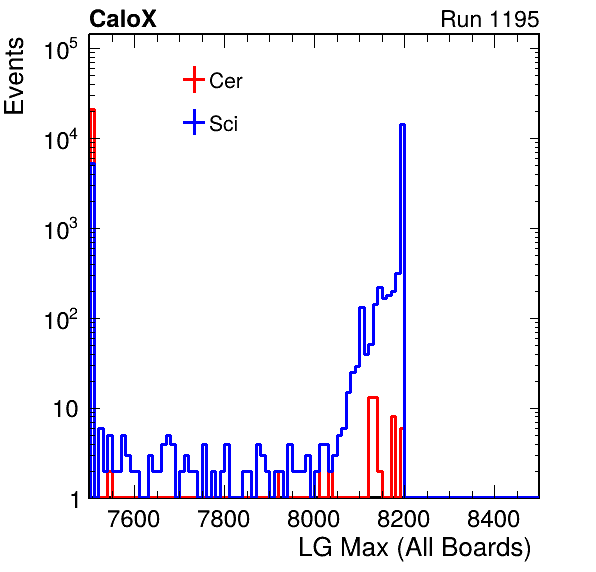 CaloX Run 1195
Events
10^5
10^4
10^3
10^2
10
1
Cer
Sci
7600 7800 8000 8200 8400
LG Max (All Boards)